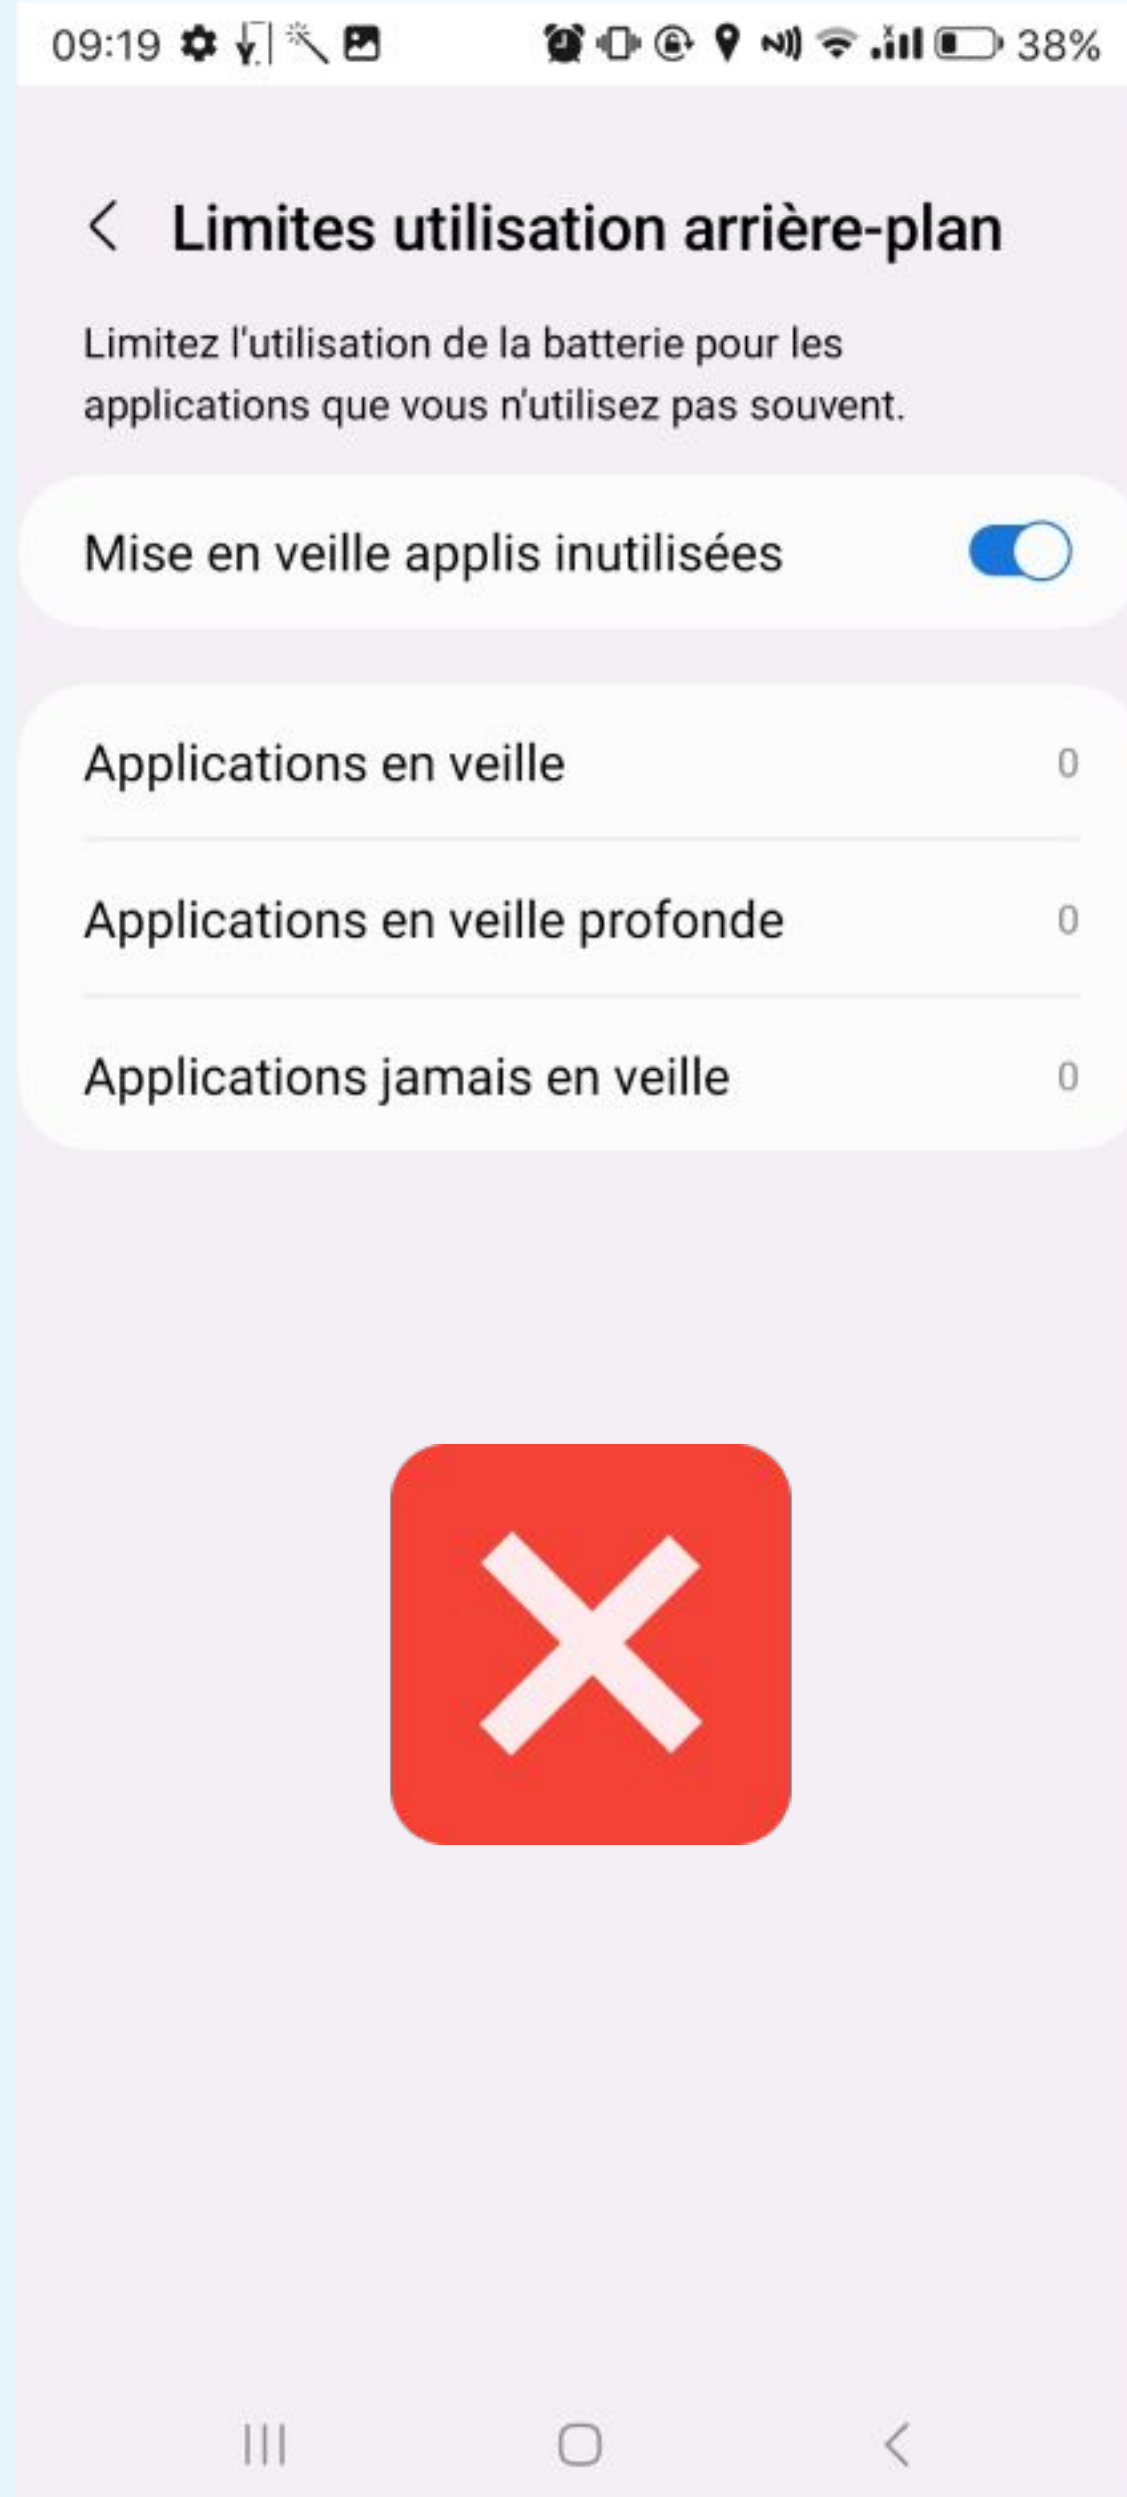 09:19
38%
Limites utilisation arrière-plan
Limitez l'utilisation de la batterie pour les
applications que vous n'utilisez pas souvent.
Mise en veille applis inutilisées
Applications en veille 0
Applications en veille profonde 0
Applications jamais en veille 0